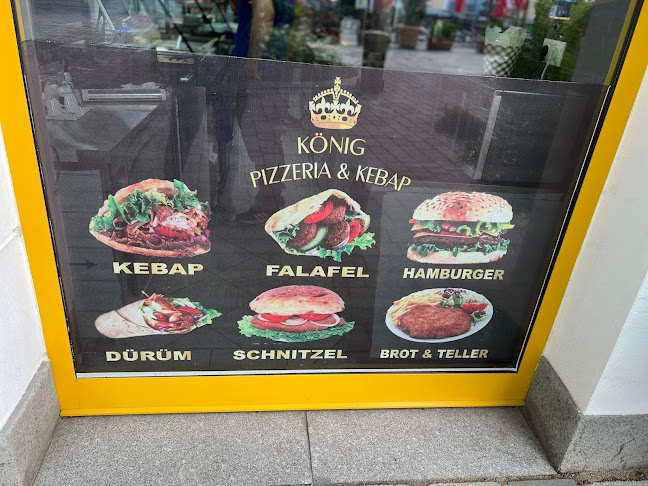 KÖNIG
PIZZERIA & KEBAP
KEBAP
FALAFEL
HAMBURGER
DÜRÜM
SCHNITZEL
BROT & TELLER